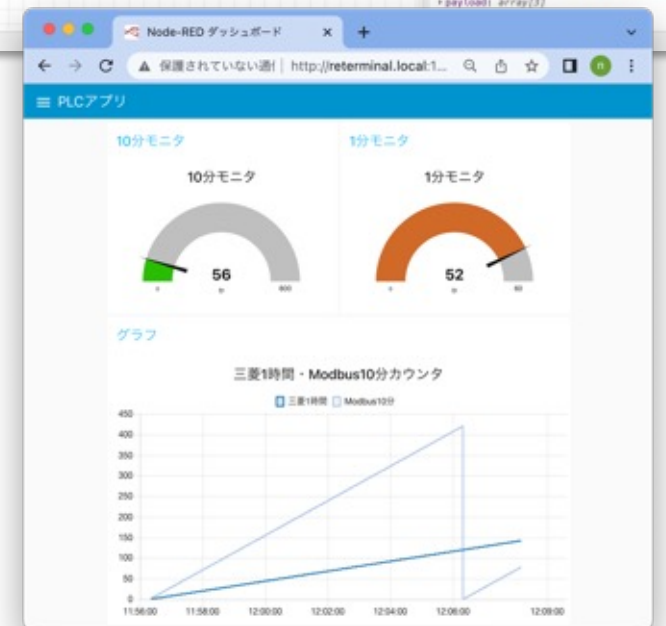 payload: array[3]
Node-RED ダッシュボード
保護されていない通信 http://reterminal.local:1...
PLCアプリ
10分モニタ 1分モニタ
10分モニタ 1分モニタ
56 52
0 600 0 60
グラフ
三菱1時間・Modbus10分カウンタ
三菱1時間 Modbus10分
450
400
350
300
250
200
150
100
50
0
11:56:00 11:58:00 12:00:00 12:02:00 12:04:00 12:06:00 12:09:00